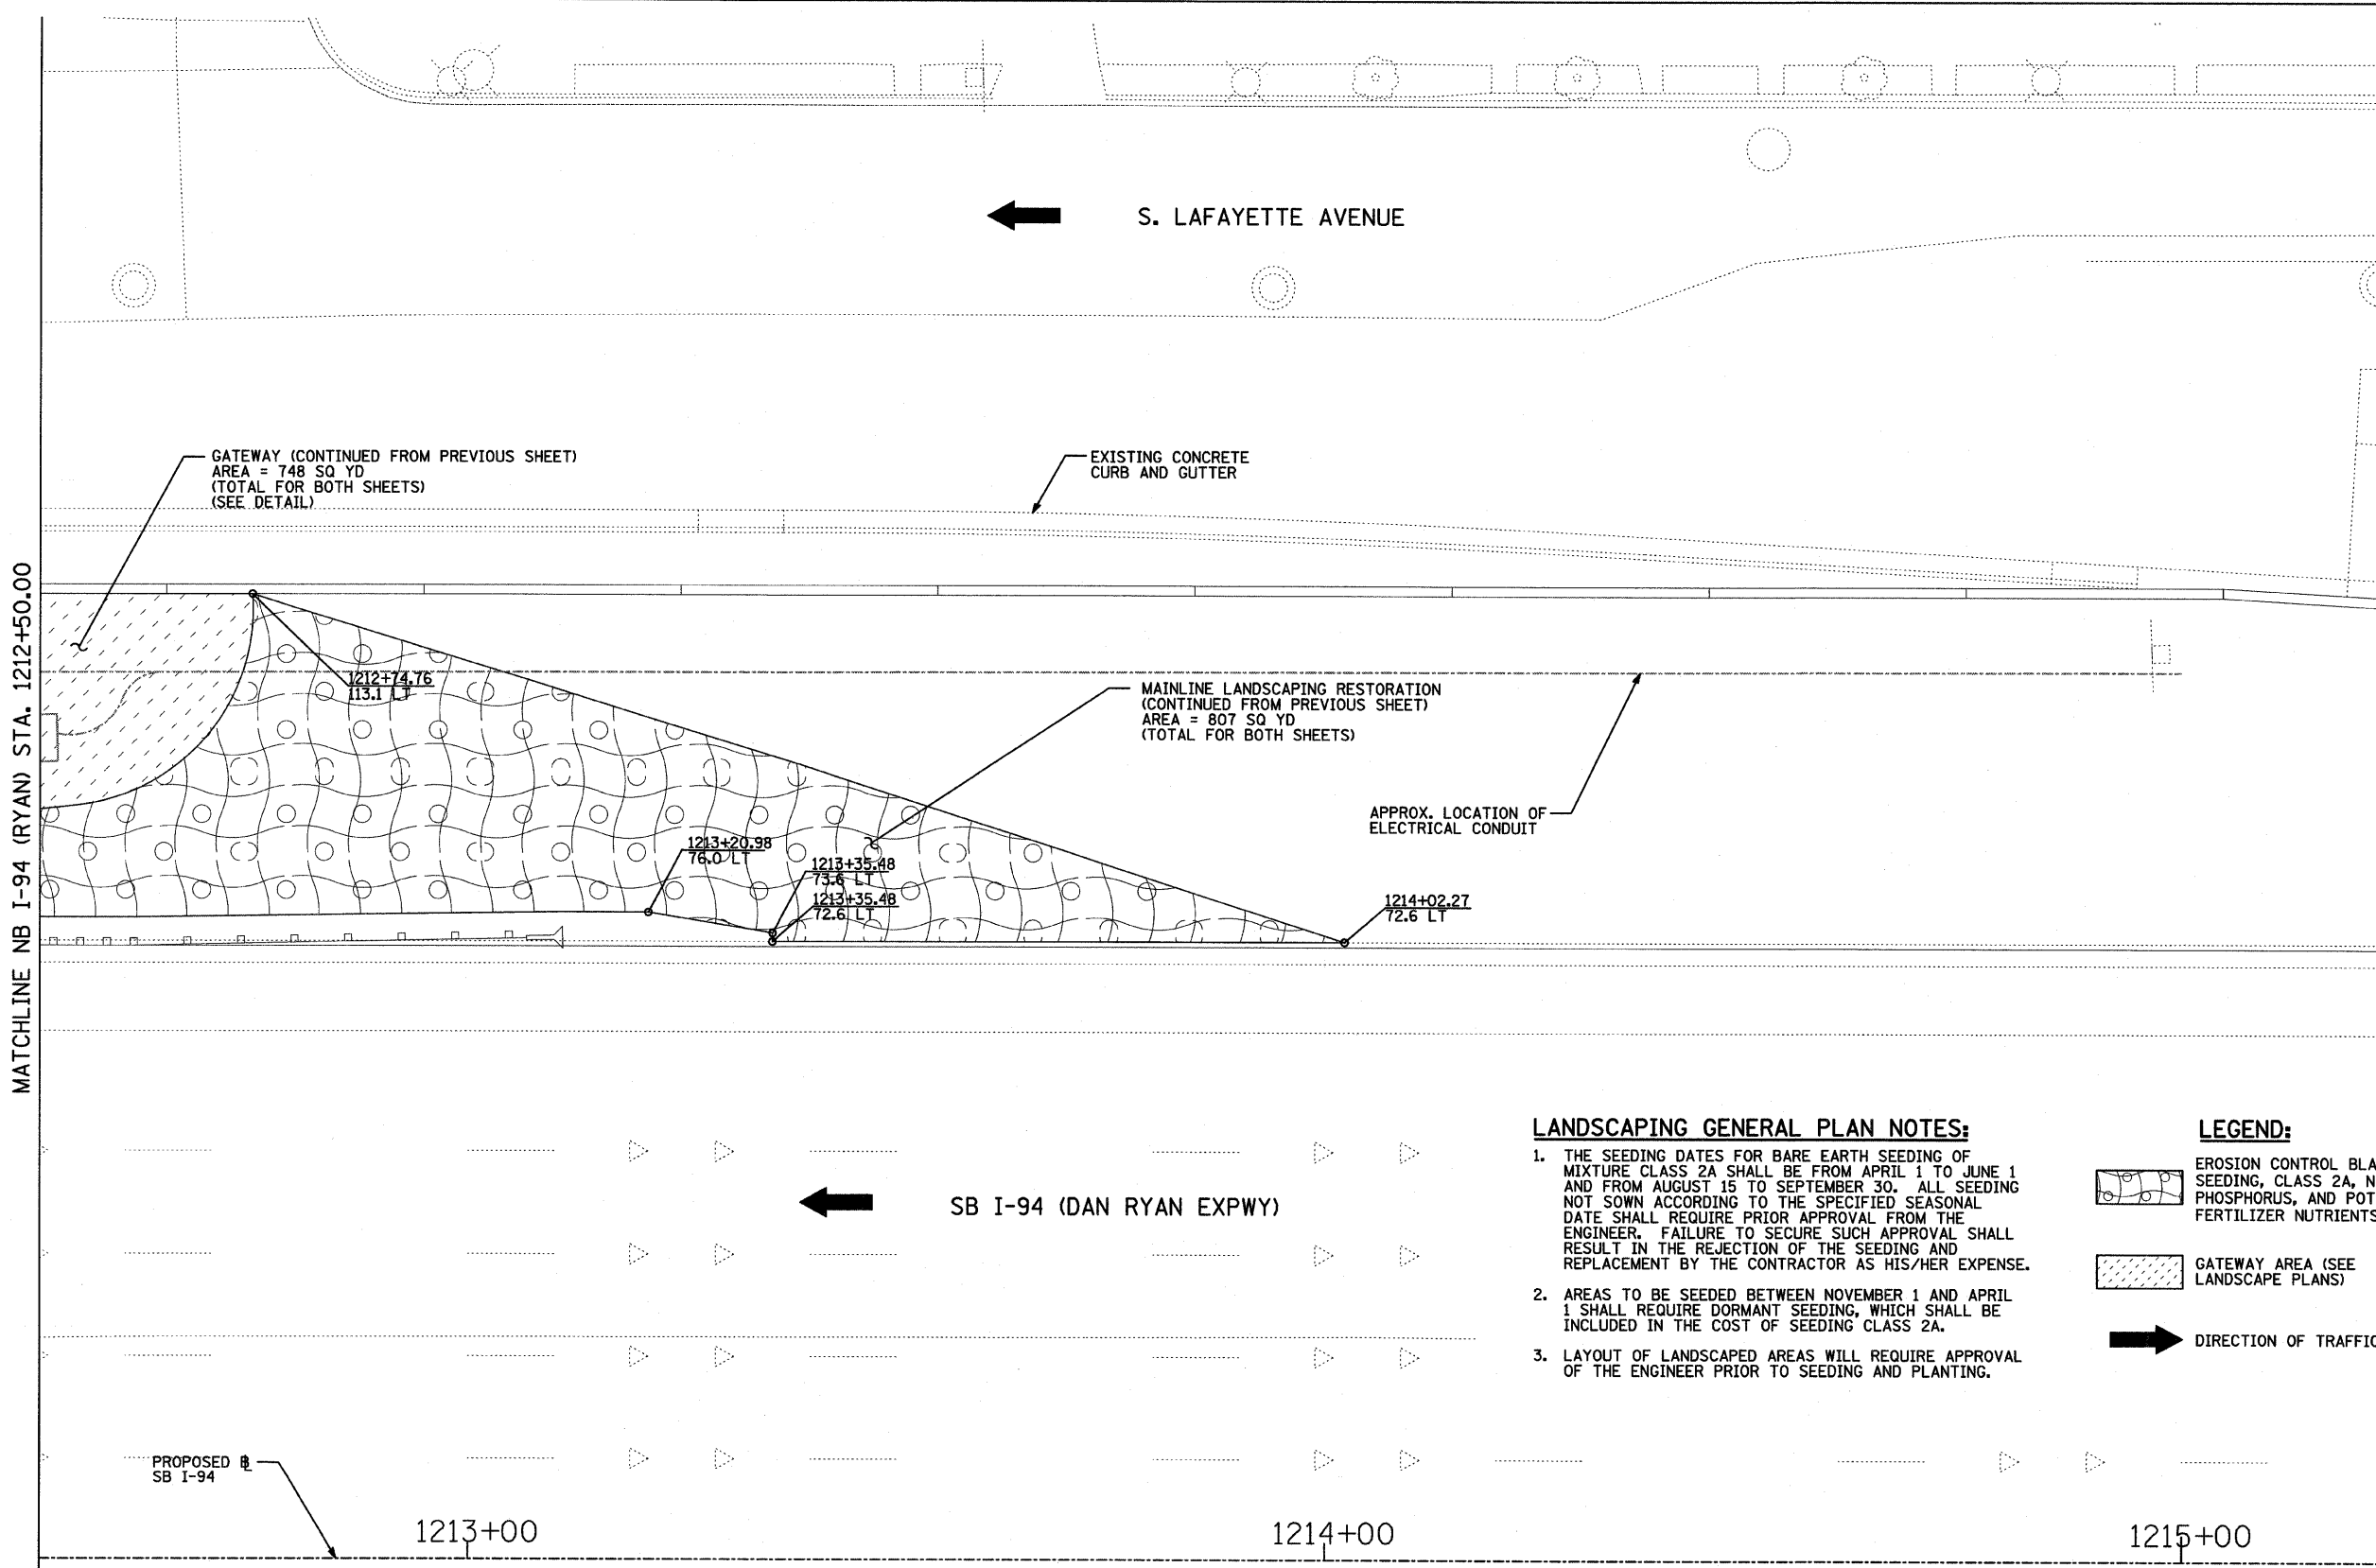 S. LAFAYETTE AVENUE
GATEWAY (CONTINUED FROM PREVIOUS SHEET)
AREA = 748 SQ YD
(TOTAL FOR BOTH SHEETS)
(SEE DETAIL)
EXISTING CONCRETE
CURB AND GUTTER
MATCHLINE NB I-94 (RYAN) STA. 1212+50.00
1212+74.76
113.1 LT
MAINLINE LANDSCAPING RESTORATION
(CONTINUED FROM PREVIOUS SHEET)
AREA = 807 SQ YD
(TOTAL FOR BOTH SHEETS)
APPROX. LOCATION OF
ELECTRICAL CONDUIT
1213+20.98
76.0 LT
1213+35.48
73.6 LT
1213+35.48
72.6 LT
1214+02.27
72.6 LT
SB I-94 (DAN RYAN EXPWY)
LANDSCAPING GENERAL PLAN NOTES:
1. THE SEEDING DATES FOR BARE EARTH SEEDING OF
MIXTURE CLASS 2A SHALL BE FROM APRIL 1 TO JUNE 1
AND FROM AUGUST 15 TO SEPTEMBER 30. ALL SEEDING
NOT SOWN ACCORDING TO THE SPECIFIED SEASONAL
DATE SHALL REQUIRE PRIOR APPROVAL FROM THE
ENGINEER. FAILURE TO SECURE SUCH APPROVAL SHALL
RESULT IN THE REJECTION OF THE SEEDING AND
REPLACEMENT BY THE CONTRACTOR AS HIS/HER EXPENSE.
2. AREAS TO BE SEEDED BETWEEN NOVEMBER 1 AND APRIL
1 SHALL REQUIRE DORMANT SEEDING, WHICH SHALL BE
INCLUDED IN THE COST OF SEEDING CLASS 2A.
3. LAYOUT OF LANDSCAPED AREAS WILL REQUIRE APPROVAL
OF THE ENGINEER PRIOR TO SEEDING AND PLANTING.
LEGEND:
EROSION CONTROL BLA
SEEDING, CLASS 2A, N
PHOSPHORUS, AND POT
FERTILIZER NUTRIENTS
GATEWAY AREA (SEE
LANDSCAPE PLANS)
DIRECTION OF TRAFFIC
PROPOSED ℄
SB I-94
1213+00
1214+00
1215+00